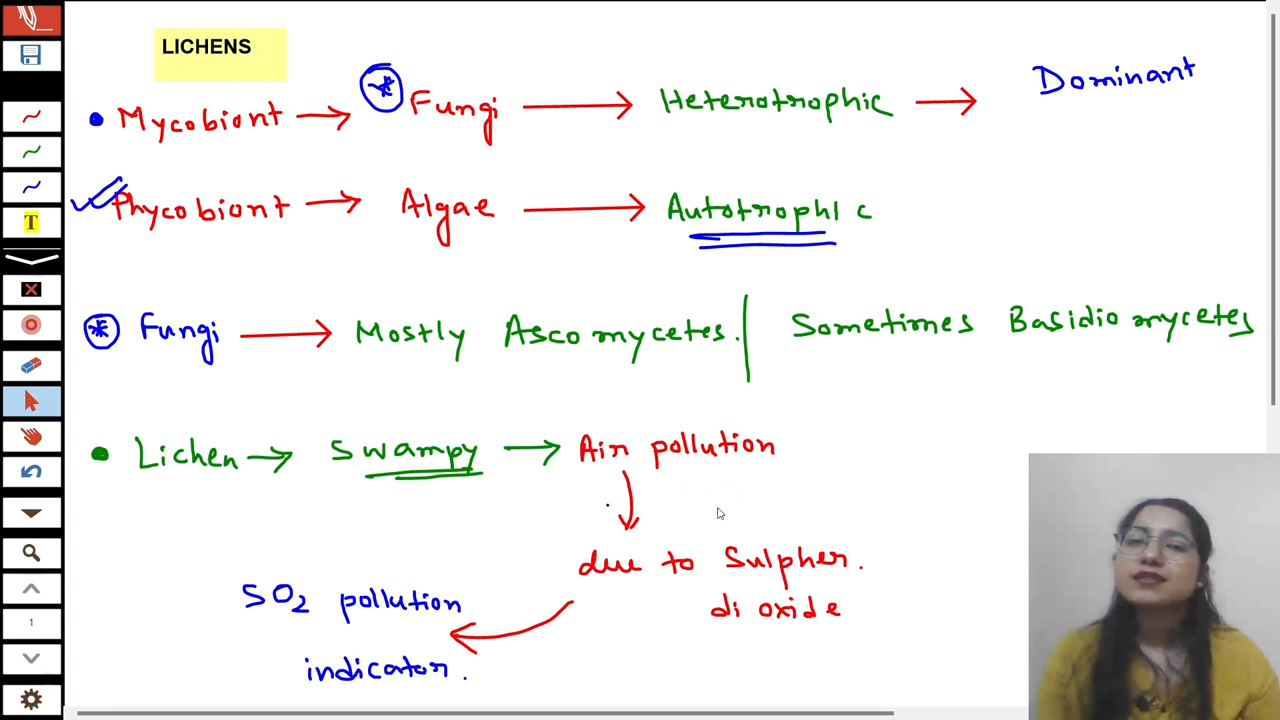 LICHENS
Mycobiont → * Fungi → Heterotrophic → Dominant
Phycobiont → Algae → Autotrophic
* Fungi → Mostly Ascomycetes. | Sometimes Basidiomycetes
Lichen → Swampy → Air pollution
due to Sulpher.
di oxide
SO2 pollution
indicator.
T
1